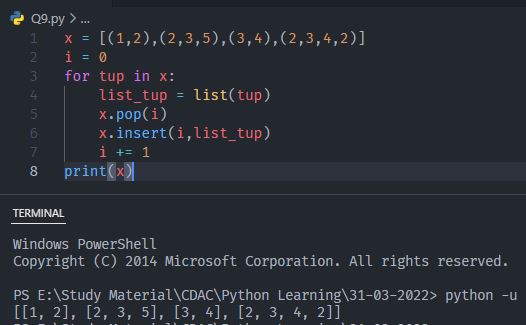 Q9.py > ...
1 x = [(1,2),(2,3,5),(3,4),(2,3,4,2)]
2 i = 0
3 for tup in x:
4     list_tup = list(tup)
5     x.pop(i)
6     x.insert(i,list_tup)
7     i += 1
8 print(x)
TERMINAL
Windows PowerShell
Copyright (C) 2014 Microsoft Corporation. All rights reserved.
PS E:\Study Material\CDAC\Python Learning\31-03-2022> python -u
[[1, 2], [2, 3, 5], [3, 4], [2, 3, 4, 2]]